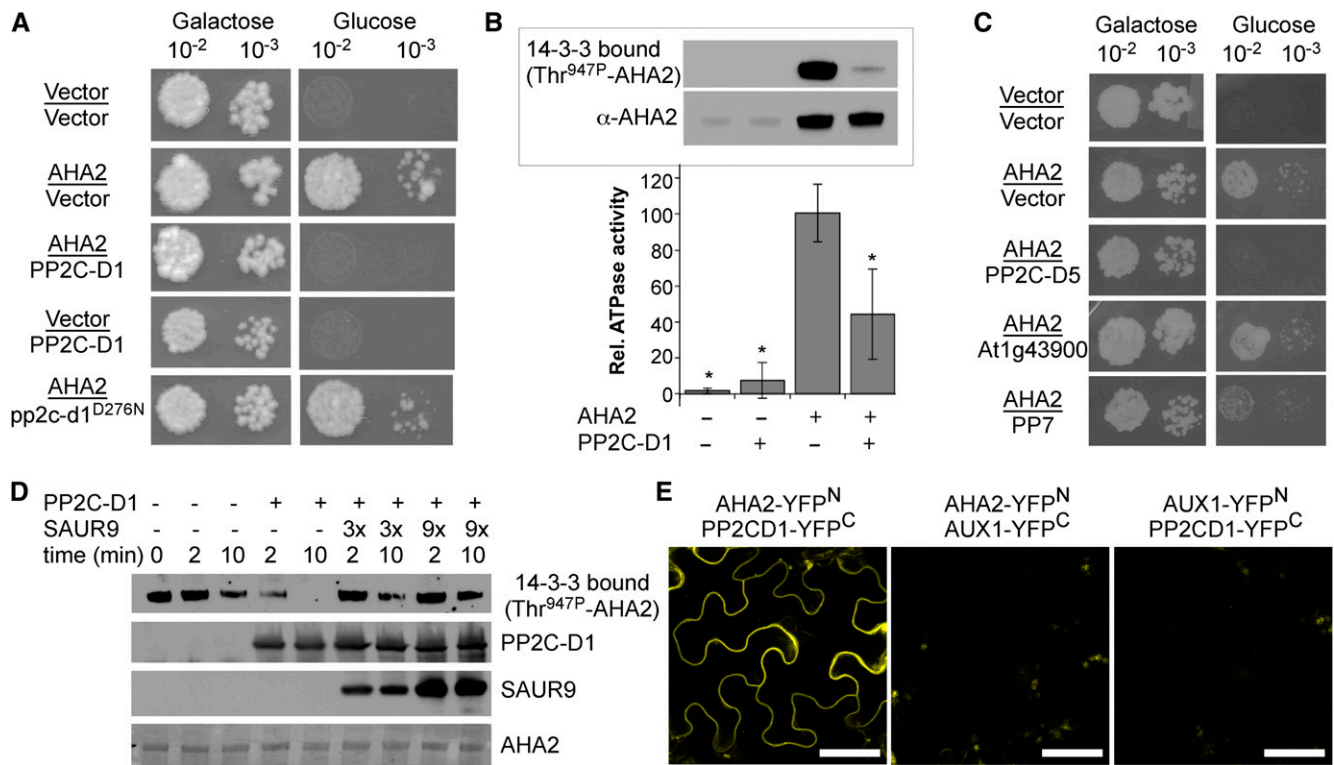 A
Galactose Glucose
10-2 10-3 10-2 10-3
Vector
Vector
AHA2
Vector
AHA2
PP2C-D1
Vector
PP2C-D1
AHA2
pp2c-d1D276N
B
14-3-3 bound
(Thr947P-AHA2)
α-AHA2
Rel. ATPase activity
120
100
80
60
40
20
0
* * *
AHA2 – – + +
PP2C-D1 – + – +
C
Galactose Glucose
10-2 10-3 10-2 10-3
Vector
Vector
AHA2
Vector
AHA2
PP2C-D5
AHA2
At1g43900
AHA2
PP7
D
PP2C-D1 - - - + + + + + +
SAUR9 - - - - - 3x 3x 9x 9x
time (min) 0 2 10 2 10 2 10 2 10
14-3-3 bound
(Thr947P-AHA2)
PP2C-D1
SAUR9
AHA2
E
AHA2-YFPN
PP2CD1-YFPC
AHA2-YFPN
AUX1-YFPC
AUX1-YFPN
PP2CD1-YFPC